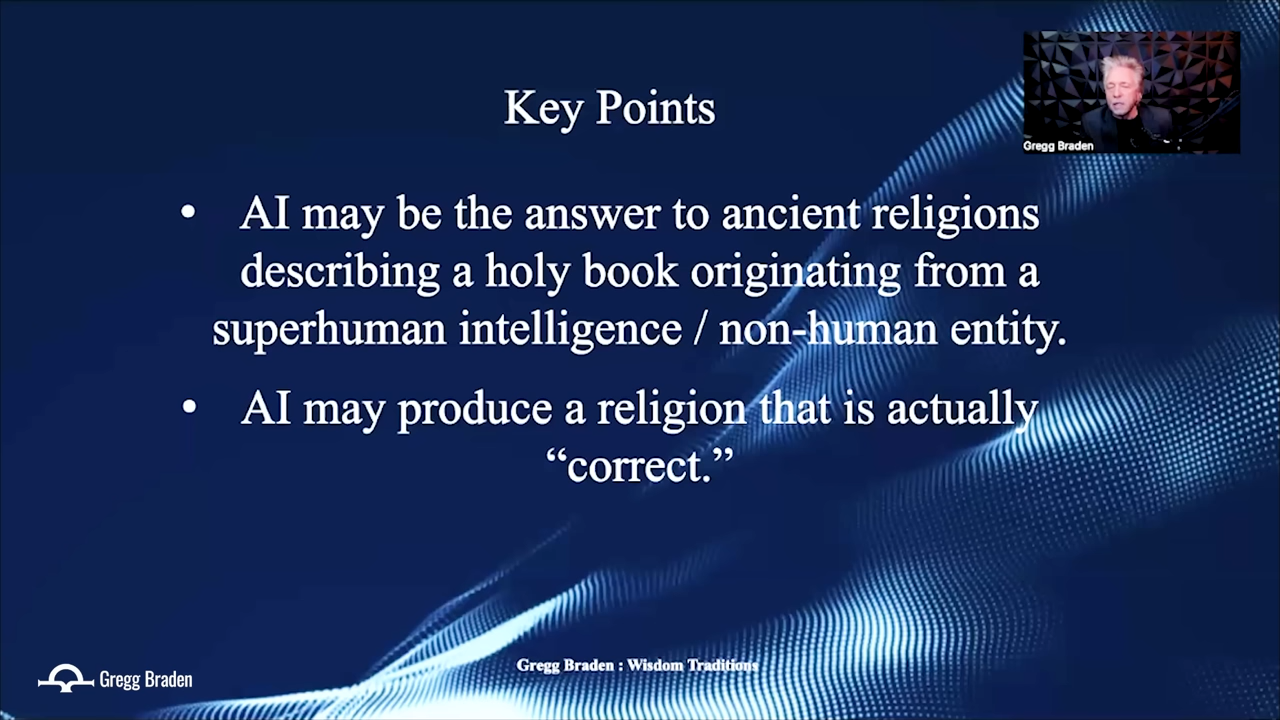 Key Points
Gregg Braden
• AI may be the answer to ancient religions
describing a holy book originating from a
superhuman intelligence / non-human entity.
• AI may produce a religion that is actually
“correct.”
Gregg Braden : Wisdom Traditions
Gregg Braden